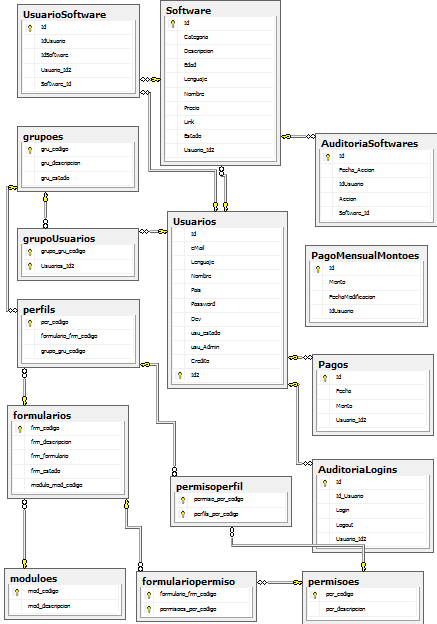 UsuarioSoftware
Id
IdUsuario
IdSoftware
Usuario_Id2
Software_Id
Software
Id
Categoria
Descripcion
Edad
Lenguaje
Nombre
Precio
Link
Estado
Usuario_Id2
grupoes
gru_codigo
gru_descripcion
gru_estado
AuditoriaSoftwares
Id
Fecha_Accion
IdUsuario
Accion
Software_Id
grupoUsuarios
grupo_gru_codigo
Usuarios_Id2
Usuarios
Id
eMail
Lenguaje
Nombre
Pais
Password
Dev
usu_estado
usu_Admin
Credito
Id2
PagoMensualMontoes
Id
Monto
FechaModificacion
IdUsuario
perfils
per_codigo
formulario_frm_codigo
grupo_gru_codigo
Pagos
Id
Fecha
Monto
Usuario_Id2
formularios
frm_codigo
frm_descripcion
frm_formulario
frm_estado
modulo_mod_codigo
permisoperfil
permiso_per_codigo
perfils_per_codigo
AuditoriaLogins
Id
Id_Usuario
Login
Logout
Usuario_Id2
moduloes
mod_codigo
mod_descripcion
formulariopermiso
formulario_frm_codigo
permisoes_per_codigo
permisoes
per_codigo
per_descripcion